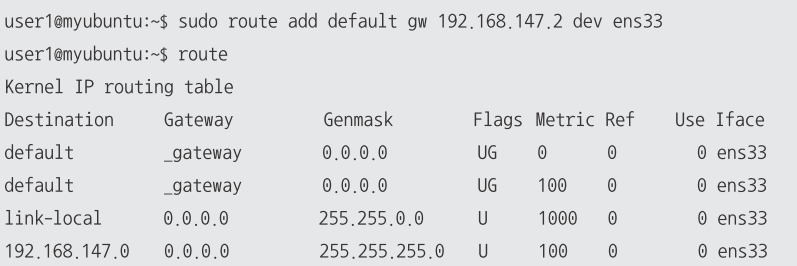 user1@myubuntu:~$ sudo route add default gw 192.168.147.2 dev ens33
user1@myubuntu:~$ route
Kernel IP routing table
Destination Gateway Genmask Flags Metric Ref Use Iface
default _gateway 0.0.0.0 UG 0 0 0 ens33
default _gateway 0.0.0.0 UG 100 0 0 ens33
link-local 0.0.0.0 255.255.0.0 U 1000 0 0 ens33
192.168.147.0 0.0.0.0 255.255.255.0 U 100 0 0 ens33